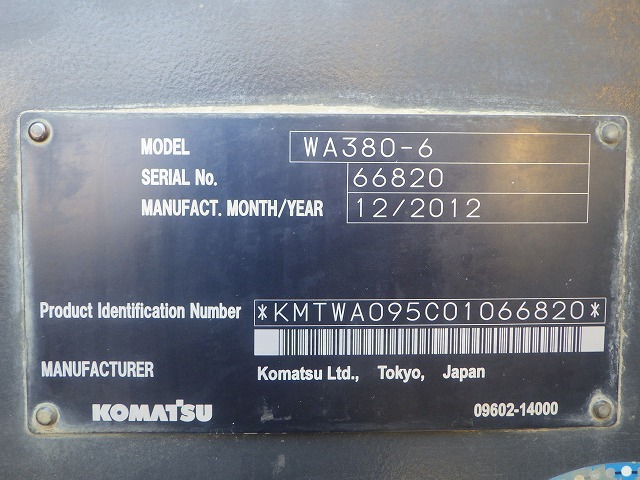 MODEL WA380-6
SERIAL No. 66820
MANUFACT. MONTH/YEAR 12/2012
Product Identification Number *KMTWA095C01066820*
MANUFACTURER Komatsu Ltd., Tokyo, Japan
KOMATSU 09602-14000